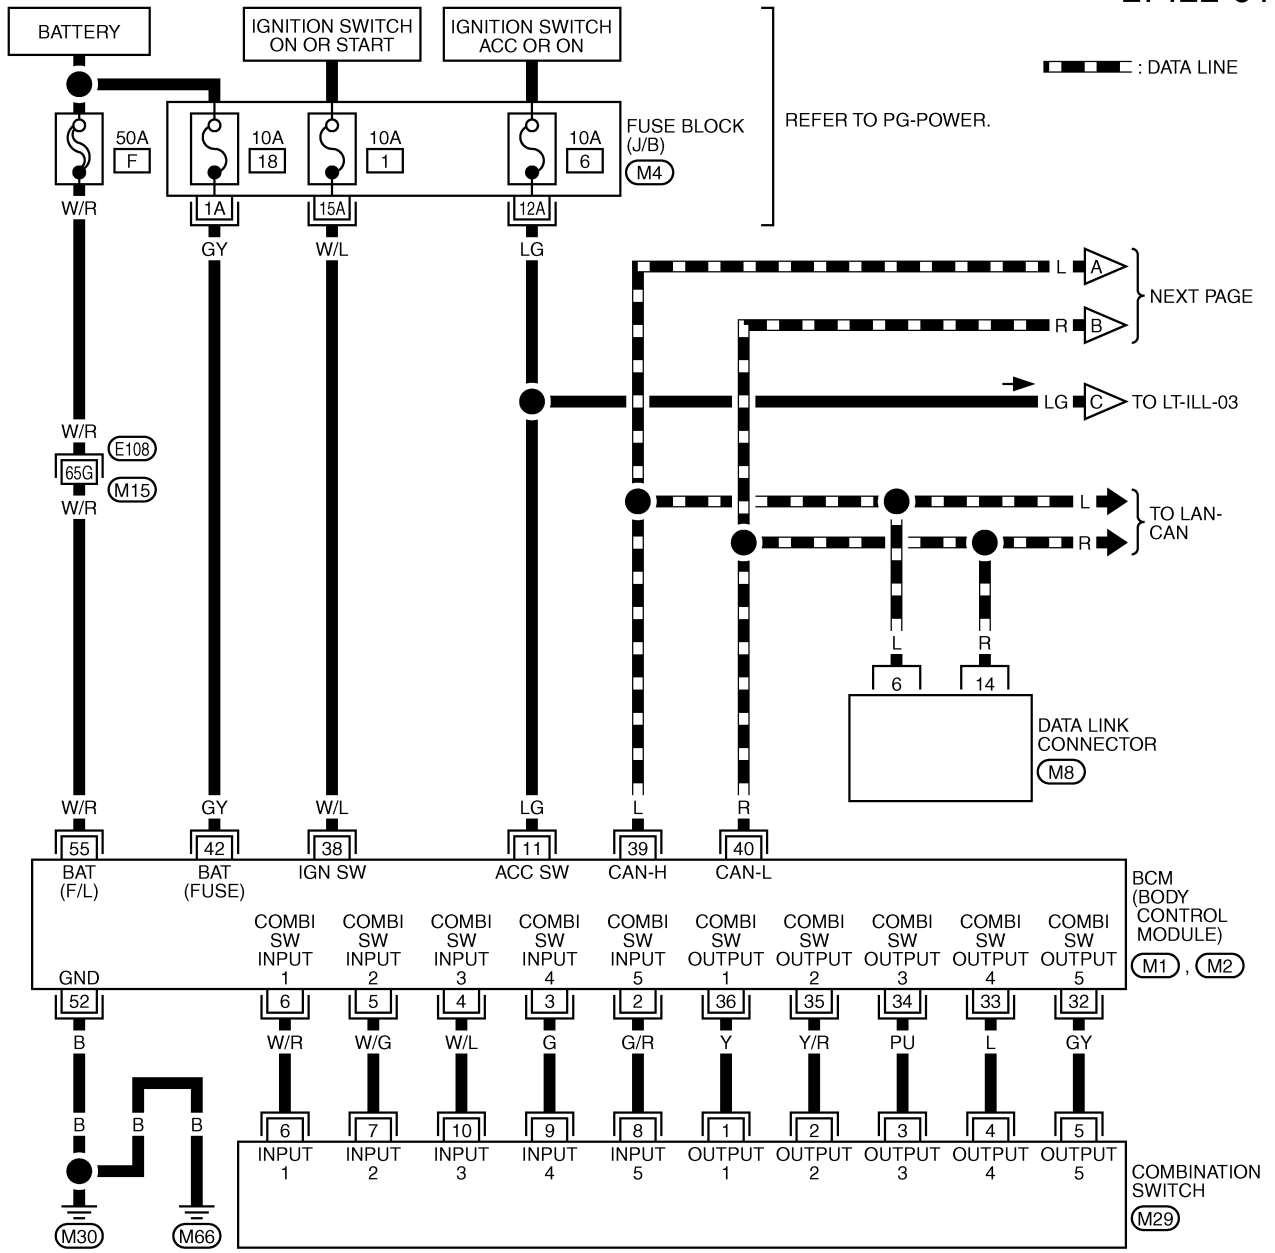 BATTERY
IGNITION SWITCH
ON OR START
IGNITION SWITCH
ACC OR ON
: DATA LINE
50A
F
10A
18
10A
1
10A
6
FUSE BLOCK
(J/B)
M4
REFER TO PG-POWER.
1A
15A
12A
W/R
GY
W/L
LG
L
A
R
B
NEXT PAGE
LG
C
TO LT-ILL-03
W/R
E108
65G
M15
W/R
L
R
TO LAN-
CAN
L
R
6
14
DATA LINK
CONNECTOR
M8
W/R
GY
W/L
LG
L
R
55
42
38
11
39
40
BAT
(F/L)
BAT
(FUSE)
IGN SW
ACC SW
CAN-H
CAN-L
BCM
(BODY
CONTROL
MODULE)
M1 , M2
COMBI
SW
INPUT
1
COMBI
SW
INPUT
2
COMBI
SW
INPUT
3
COMBI
SW
INPUT
4
COMBI
SW
INPUT
5
COMBI
SW
OUTPUT
1
COMBI
SW
OUTPUT
2
COMBI
SW
OUTPUT
3
COMBI
SW
OUTPUT
4
COMBI
SW
OUTPUT
5
GND
52
6
5
4
3
2
36
35
34
33
32
B
W/R
W/G
W/L
G
G/R
Y
Y/R
PU
L
GY
B
B
B
6
7
10
9
8
1
2
3
4
5
INPUT
1
INPUT
2
INPUT
3
INPUT
4
INPUT
5
OUTPUT
1
OUTPUT
2
OUTPUT
3
OUTPUT
4
OUTPUT
5
COMBINATION
SWITCH
M29
M30
M66